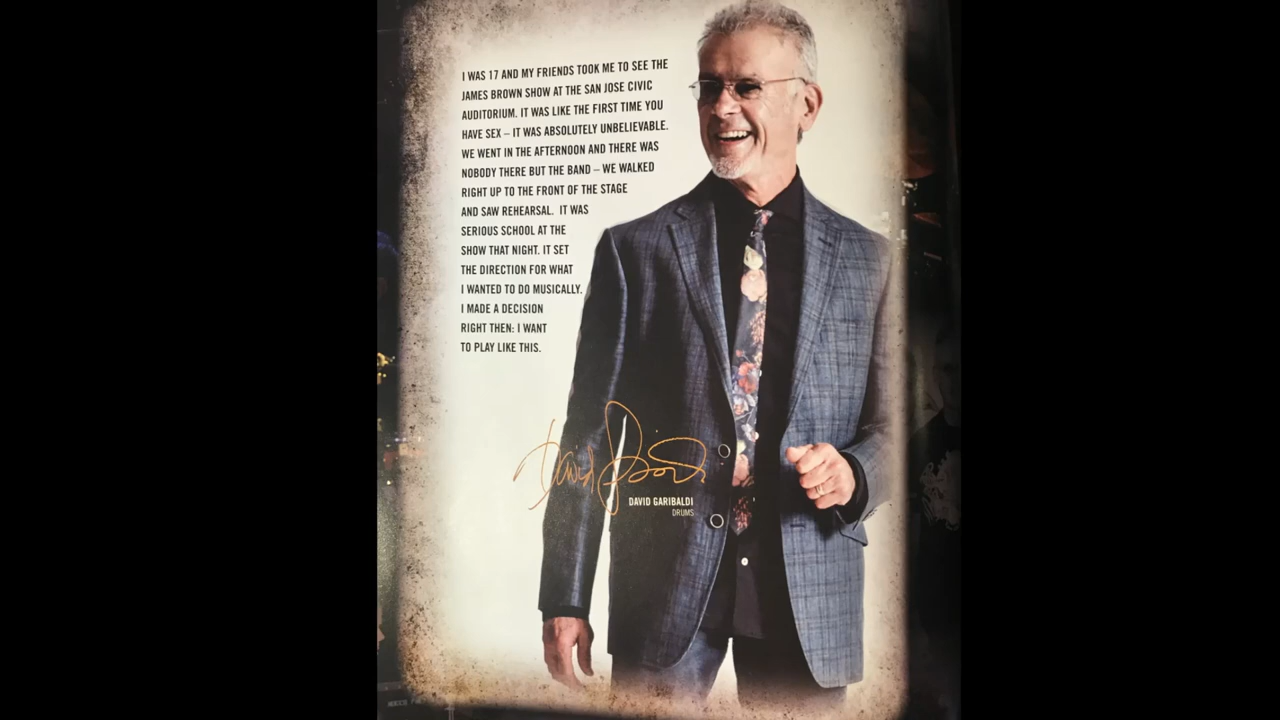 I WAS 17 AND MY FRIENDS TOOK ME TO SEE THE
JAMES BROWN SHOW AT THE SAN JOSE CIVIC
AUDITORIUM. IT WAS LIKE THE FIRST TIME YOU
HAVE SEX – IT WAS ABSOLUTELY UNBELIEVABLE.
WE WENT IN THE AFTERNOON AND THERE WAS
NOBODY THERE BUT THE BAND – WE WALKED
RIGHT UP TO THE FRONT OF THE STAGE
AND SAW REHEARSAL. IT WAS
SERIOUS SCHOOL AT THE
SHOW THAT NIGHT. IT SET
THE DIRECTION FOR WHAT
I WANTED TO DO MUSICALLY.
I MADE A DECISION
RIGHT THEN: I WANT
TO PLAY LIKE THIS.
David
DAVID GARIBALDI
DRUMS